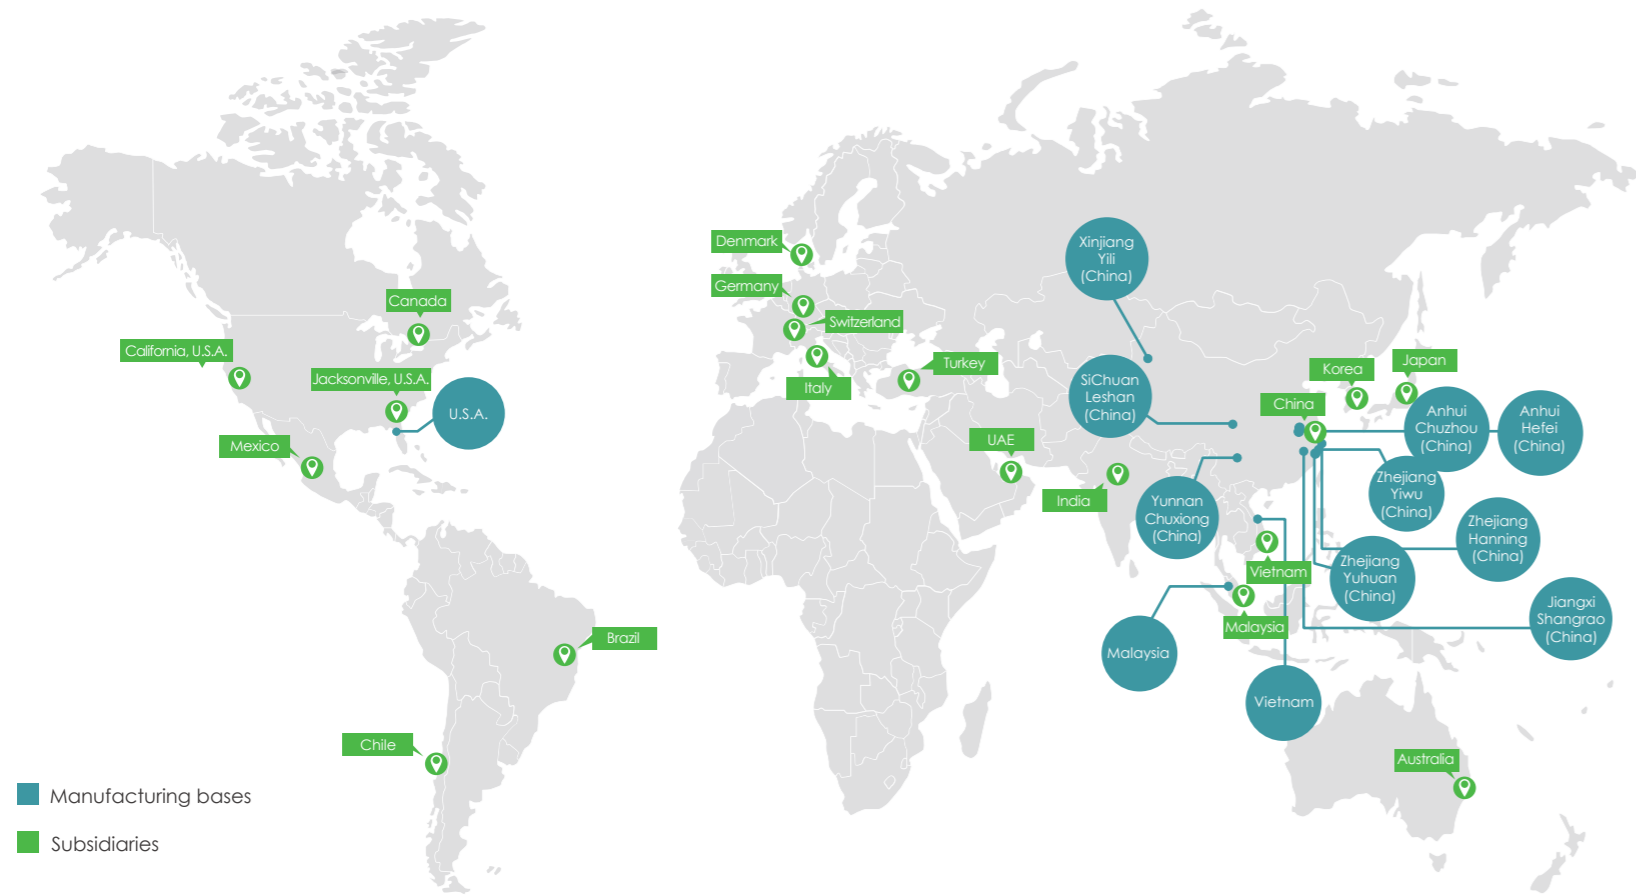 Denmark
Germany
Switzerland
Italy
Turkey
Canada
California, U.S.A.
Jacksonville, U.S.A.
U.S.A.
Mexico
Brazil
Chile
UAE
India
Xinjiang
Yili
(China)
SiChuan
Leshan
(China)
Yunnan
Chuxiong
(China)
China
Korea
Japan
Anhui
Chuzhou
(China)
Anhui
Hefei
(China)
Zhejiang
Yiwu
(China)
Zhejiang
Hanning
(China)
Zhejiang
Yuhuan
(China)
Jiangxi
Shangrao
(China)
Vietnam
Malaysia
Malaysia
Vietnam
Australia
Manufacturing bases
Subsidiaries